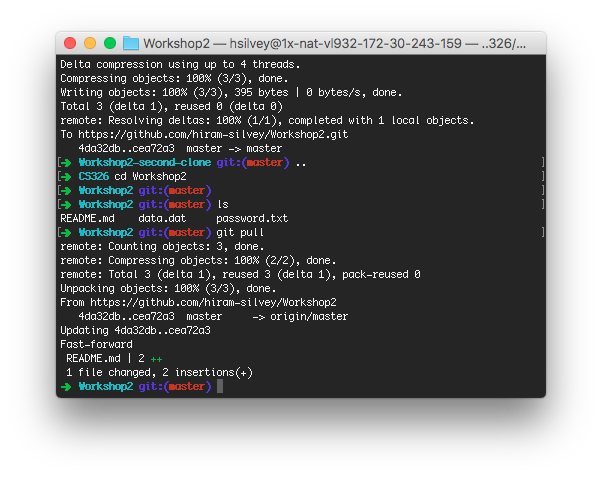 Workshop2 — hsilvey@1x-nat-vl932-172-30-243-159 — ..326/...
Delta compression using up to 4 threads.
Compressing objects: 100% (3/3), done.
Writing objects: 100% (3/3), 395 bytes | 0 bytes/s, done.
Total 3 (delta 1), reused 0 (delta 0)
remote: Resolving deltas: 100% (1/1), completed with 1 local objects.
To https://github.com/hiram-silvey/Workshop2.git
   4da32db..cea72a3  master -> master
[➜  Workshop2-second-clone git:(master) ..                                       ]
[➜  CS326 cd Workshop2                                                           ]
[➜  Workshop2 git:(master)                                                       ]
[➜  Workshop2 git:(master) ls                                                    ]
README.md    data.dat     password.txt
[➜  Workshop2 git:(master) git pull                                              ]
remote: Counting objects: 3, done.
remote: Compressing objects: 100% (2/2), done.
remote: Total 3 (delta 1), reused 3 (delta 1), pack-reused 0
Unpacking objects: 100% (3/3), done.
From https://github.com/hiram-silvey/Workshop2
   4da32db..cea72a3  master     -> origin/master
Updating 4da32db..cea72a3
Fast-forward
 README.md | 2 ++
 1 file changed, 2 insertions(+)
➜  Workshop2 git:(master)